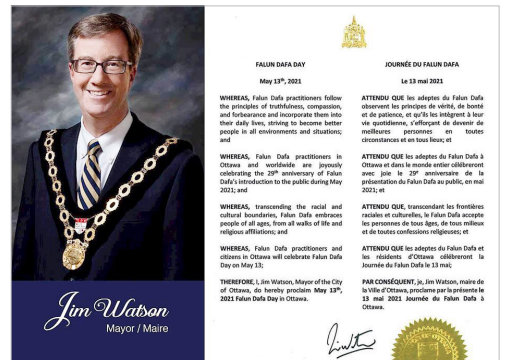 FALUN DAFA DAY
May 13th, 2021
WHEREAS, Falun Dafa practitioners follow
the principles of truthfulness, compassion,
and forbearance and incorporate them into
their daily lives, striving to become better
people in all environments and situations;
and
WHEREAS, Falun Dafa practitioners in
Ottawa and worldwide are joyously
celebrating the 29th anniversary of Falun
Dafa's introduction to the public during May
2021; and
WHEREAS, transcending the racial and
cultural boundaries, Falun Dafa embraces
people of all ages, from all walks of life and
religious affiliations; and
WHEREAS, Falun Dafa practitioners and
citizens in Ottawa will celebrate Falun Dafa
Day on May 13;
THEREFORE, I, Jim Watson, Mayor of the City
of Ottawa, do hereby proclaim May 13th,
2021 Falun Dafa Day in Ottawa.
JOURNÉE DU FALUN DAFA
Le 13 mai 2021
ATTENDU QUE les adeptes du Falun Dafa
observent les principes de vérité, de bonté
et de patience, et qu'ils les intègrent à leur
vie quotidienne, s'efforçant de devenir de
meilleures personnes en toutes
circonstances et en tous lieux; et
ATTENDU QUE les adeptes du Falun Dafa à
Ottawa et dans le monde entier célébreront
avec joie le 29e anniversaire de la
présentation du Falun Dafa au public, en mai
2021; et
ATTENDU QUE, transcendant les frontières
raciales et culturelles, le Falun Dafa accepte
les personnes de tous âges, de tous milieux
et de toutes confessions religieuses; et
ATTENDU QUE les adeptes du Falun Dafa et
les résidents d'Ottawa célébreront la
Journée du Falun Dafa le 13 mai;
PAR CONSÉQUENT, je, Jim Watson, maire de
la Ville d'Ottawa, proclame par la présente le
13 mai 2021 Journée du Falun Dafa à
Ottawa.
Jim Watson
Mayor / Maire